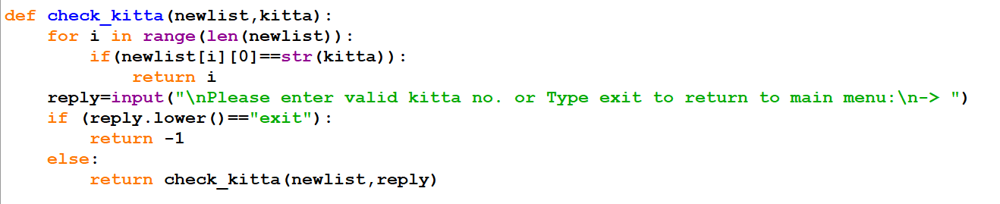 def check_kitta(newlist,kitta):
    for i in range(len(newlist)):
        if(newlist[i][0]==str(kitta)):
            return i
    reply=input("\nPlease enter valid kitta no. or Type exit to return to main menu:\n-> ")
    if (reply.lower()=="exit"):
        return -1
    else:
        return check_kitta(newlist,reply)